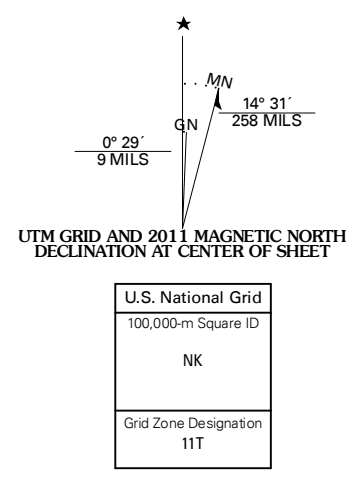 MN
GN
14° 31´
258 MILS
0° 29´
9 MILS
UTM GRID AND 2011 MAGNETIC NORTH
DECLINATION AT CENTER OF SHEET
U.S. National Grid
100,000-m Square ID
NK
Grid Zone Designation
11T